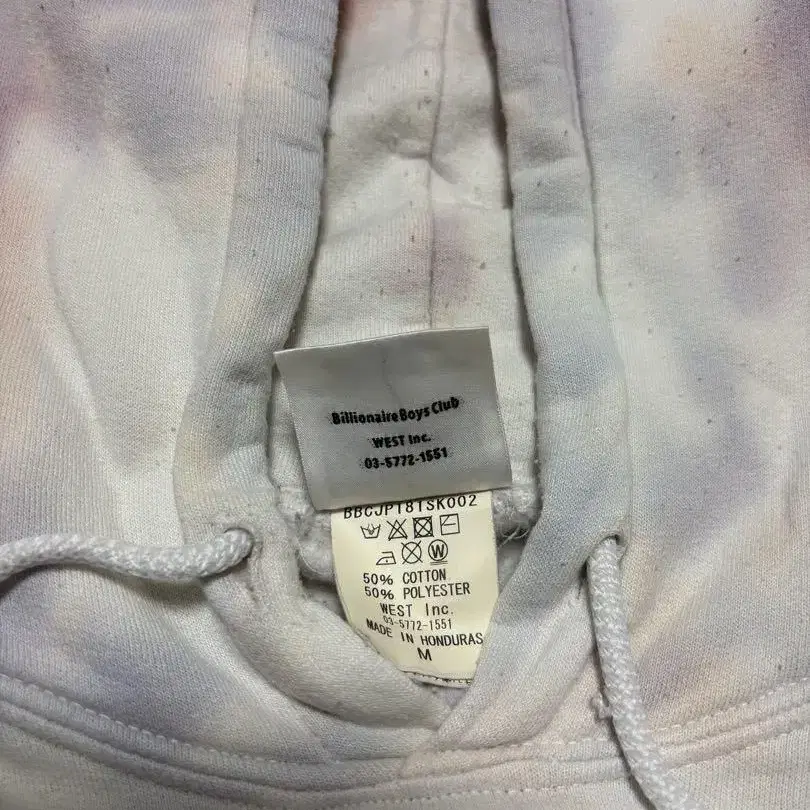 Billionaire Boys Club
WEST Inc.
03-5772-1551
BBCJP181SK002
W
50% COTTON
50% POLYESTER
WEST Inc.
03-5772-1551
MADE IN HONDURAS
M